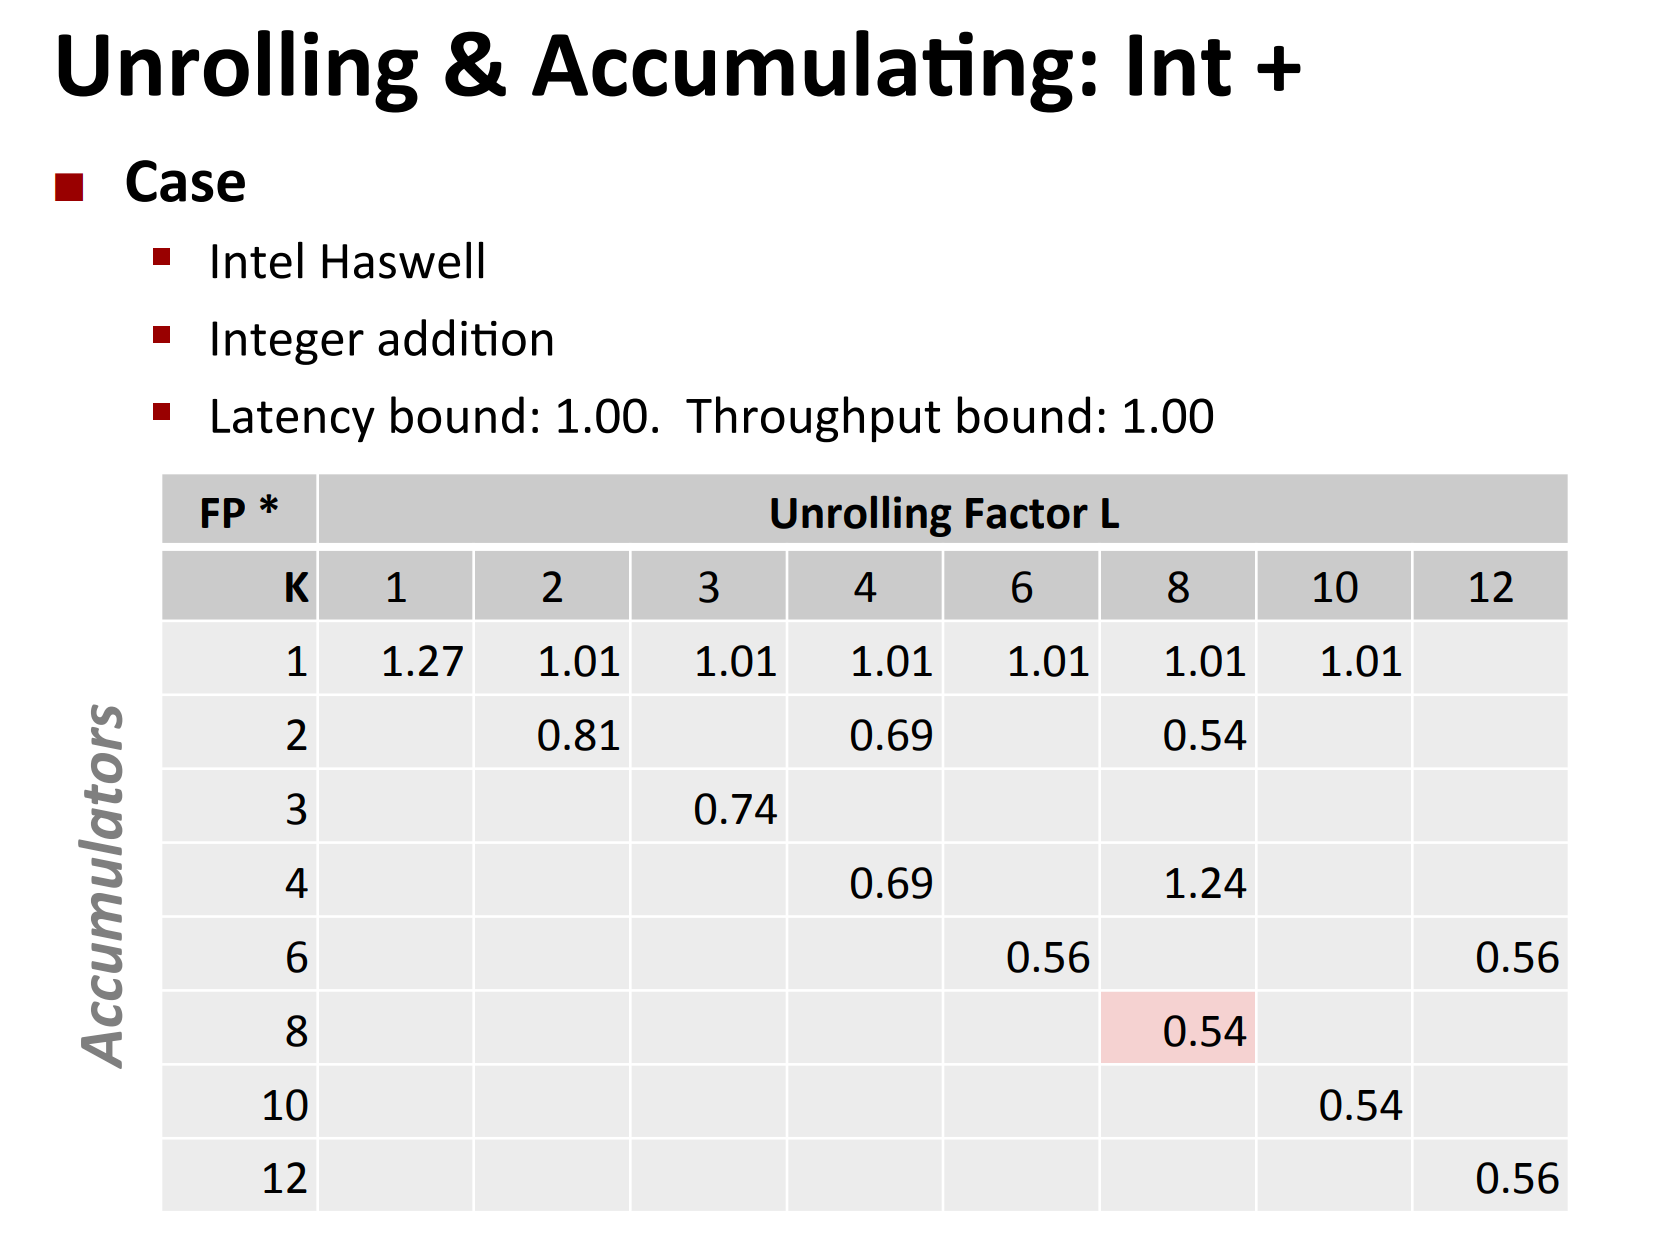 Unrolling & Accumulating: Int +
Case
Intel Haswell
Integer addition
Latency bound: 1.00. Throughput bound: 1.00
FP * Unrolling Factor L
K 1 2 3 4 6 8 10 12
1 1.27 1.01 1.01 1.01 1.01 1.01 1.01
2 0.81 0.69 0.54
3 0.74
4 0.69 1.24
6 0.56 0.56
8 0.54
10 0.54
12 0.56
Accumulators